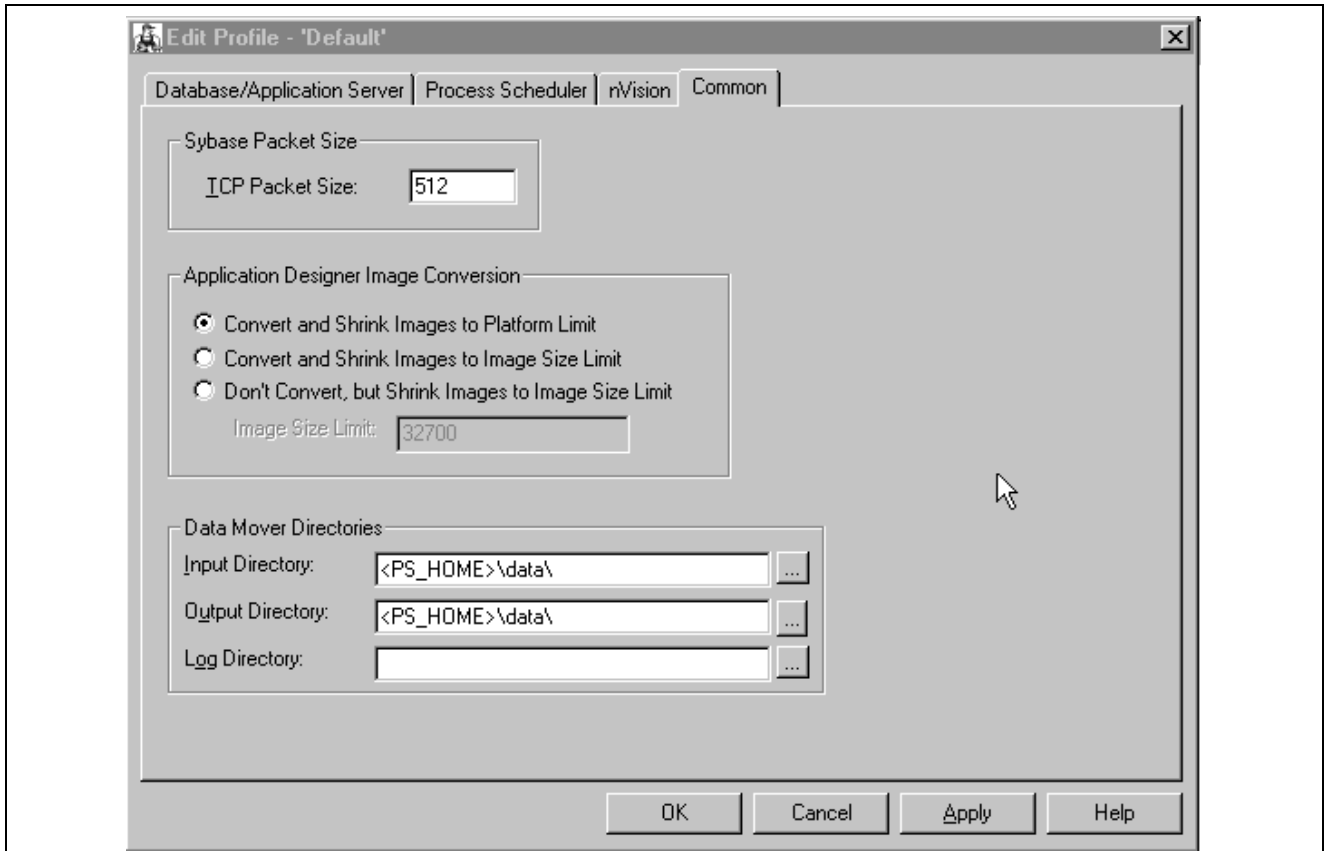 Edit Profile - 'Default'
Database/Application Server
Process Scheduler
nVision
Common
Sybase Packet Size
TCP Packet Size:
512
Application Designer Image Conversion
Convert and Shrink Images to Platform Limit
Convert and Shrink Images to Image Size Limit
Don't Convert, but Shrink Images to Image Size Limit
Image Size Limit:
32700
Data Mover Directories
Input Directory:
<PS_HOME>\data\
...
Output Directory:
<PS_HOME>\data\
...
Log Directory:
...
OK
Cancel
Apply
Help